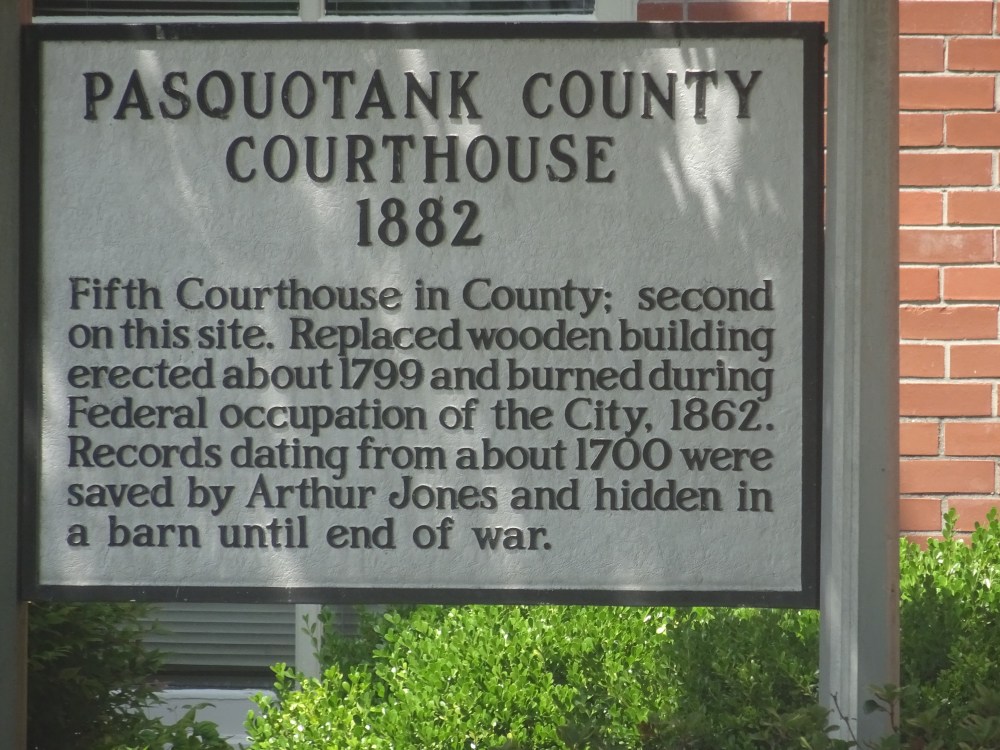 PASQUOTANK COUNTY
COURTHOUSE
1882
Fifth Courthouse in County; second
on this site. Replaced wooden building
erected about 1799 and burned during
Federal occupation of the City, 1862.
Records dating from about 1700 were
saved by Arthur Jones and hidden in
a barn until end of war.